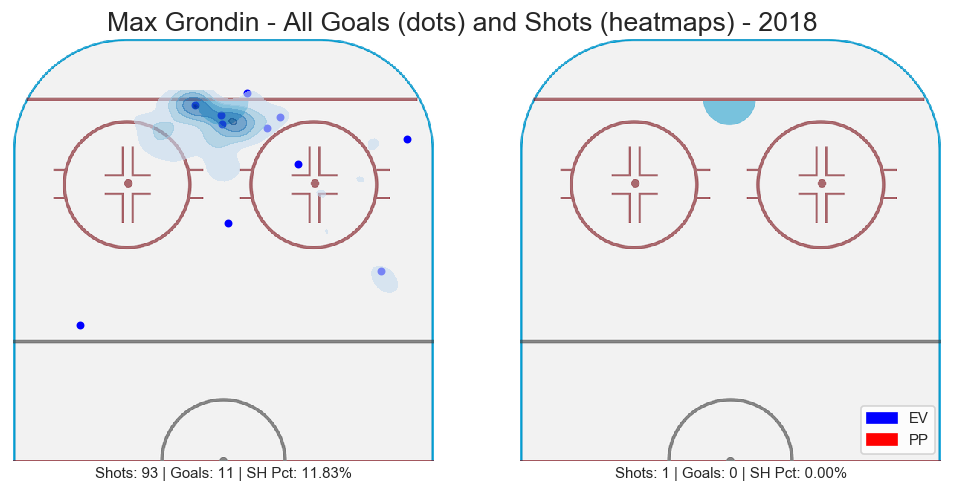 Max Grondin - All Goals (dots) and Shots (heatmaps) - 2018
EV
PP
Shots: 93 | Goals: 11 | SH Pct: 11.83%
Shots: 1 | Goals: 0 | SH Pct: 0.00%